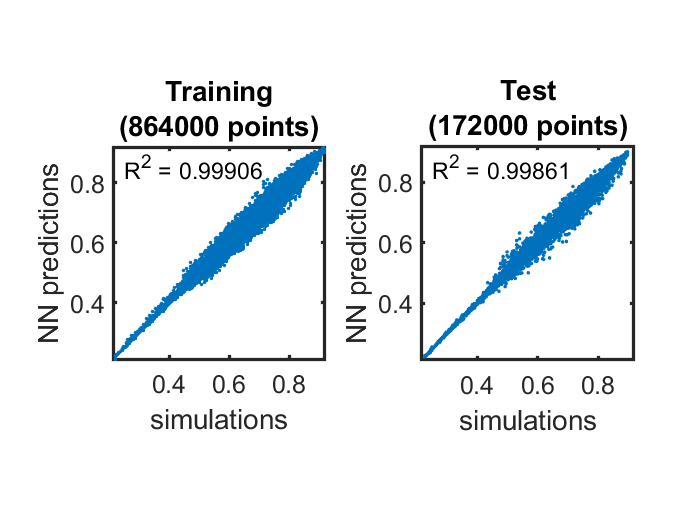 Training
(864000 points)
R² = 0.99906
NN predictions
0.8
0.6
0.4
0.4 0.6 0.8
simulations
Test
(172000 points)
R² = 0.99861
NN predictions
0.8
0.6
0.4
0.4 0.6 0.8
simulations